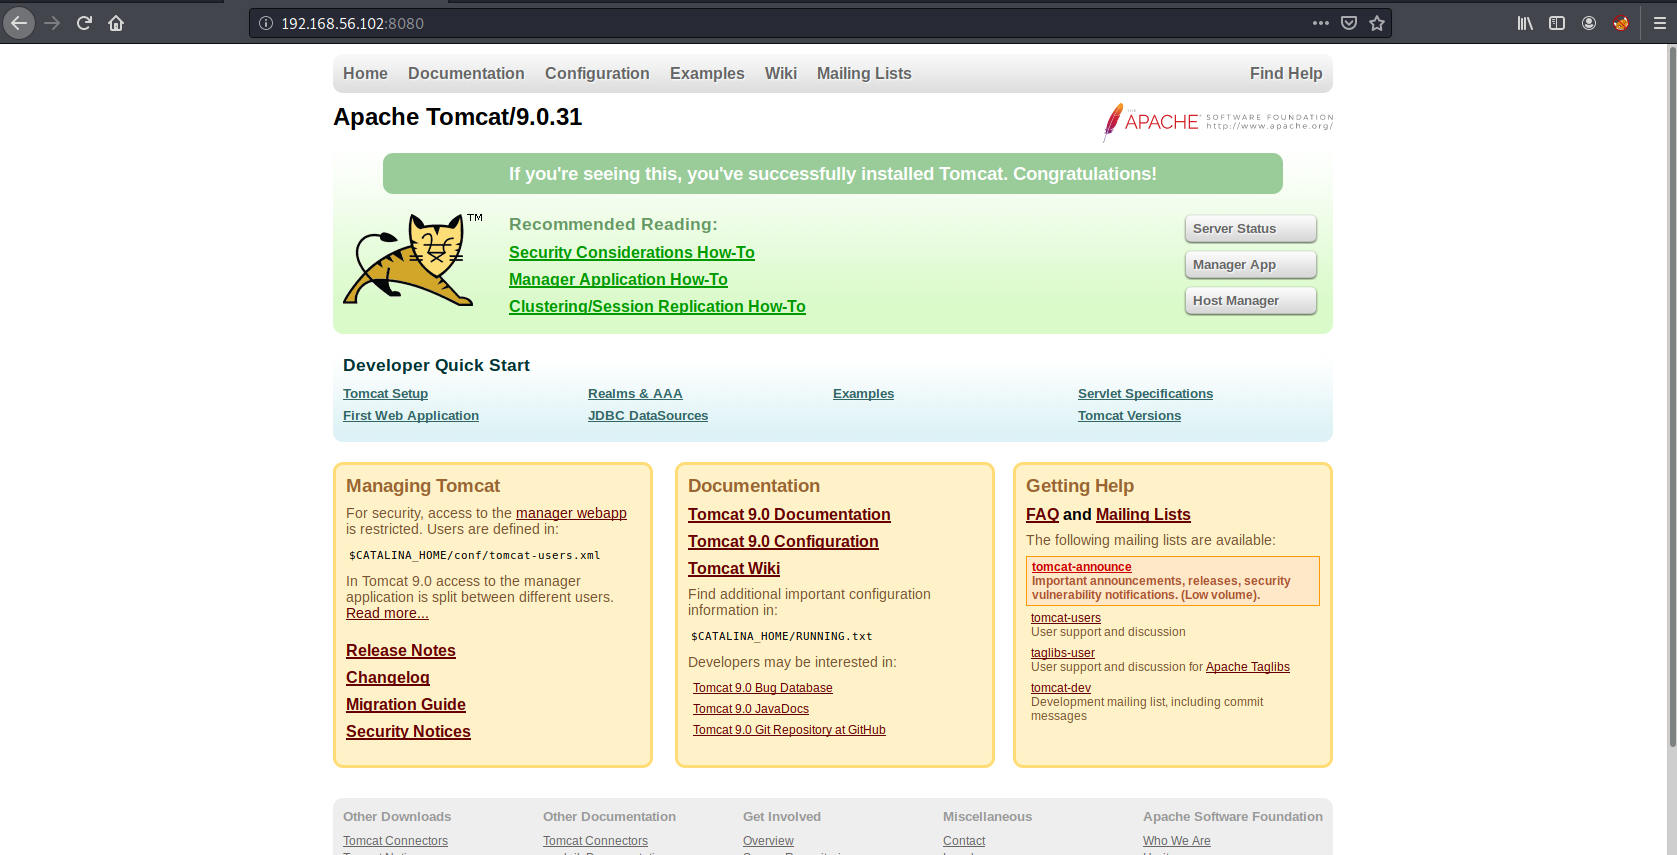 192.168.56.102:8080
Home Documentation Configuration Examples Wiki Mailing Lists Find Help
Apache Tomcat/9.0.31
THE APACHE SOFTWARE FOUNDATION
http://www.apache.org/
If you're seeing this, you've successfully installed Tomcat. Congratulations!
TM
Recommended Reading:
Security Considerations How-To
Manager Application How-To
Clustering/Session Replication How-To
Server Status
Manager App
Host Manager
Developer Quick Start
Tomcat Setup
First Web Application
Realms & AAA
JDBC DataSources
Examples
Servlet Specifications
Tomcat Versions
Managing Tomcat
For security, access to the manager webapp
is restricted. Users are defined in:
$CATALINA_HOME/conf/tomcat-users.xml
In Tomcat 9.0 access to the manager
application is split between different users.
Read more...
Release Notes
Changelog
Migration Guide
Security Notices
Documentation
Tomcat 9.0 Documentation
Tomcat 9.0 Configuration
Tomcat Wiki
Find additional important configuration
information in:
$CATALINA_HOME/RUNNING.txt
Developers may be interested in:
Tomcat 9.0 Bug Database
Tomcat 9.0 JavaDocs
Tomcat 9.0 Git Repository at GitHub
Getting Help
FAQ and Mailing Lists
The following mailing lists are available:
tomcat-announce
Important announcements, releases, security
vulnerability notifications. (Low volume).
tomcat-users
User support and discussion
taglibs-user
User support and discussion for Apache Taglibs
tomcat-dev
Development mailing list, including commit
messages
Other Downloads
Tomcat Connectors
Other Documentation
Tomcat Connectors
Get Involved
Overview
Miscellaneous
Contact
Apache Software Foundation
Who We Are